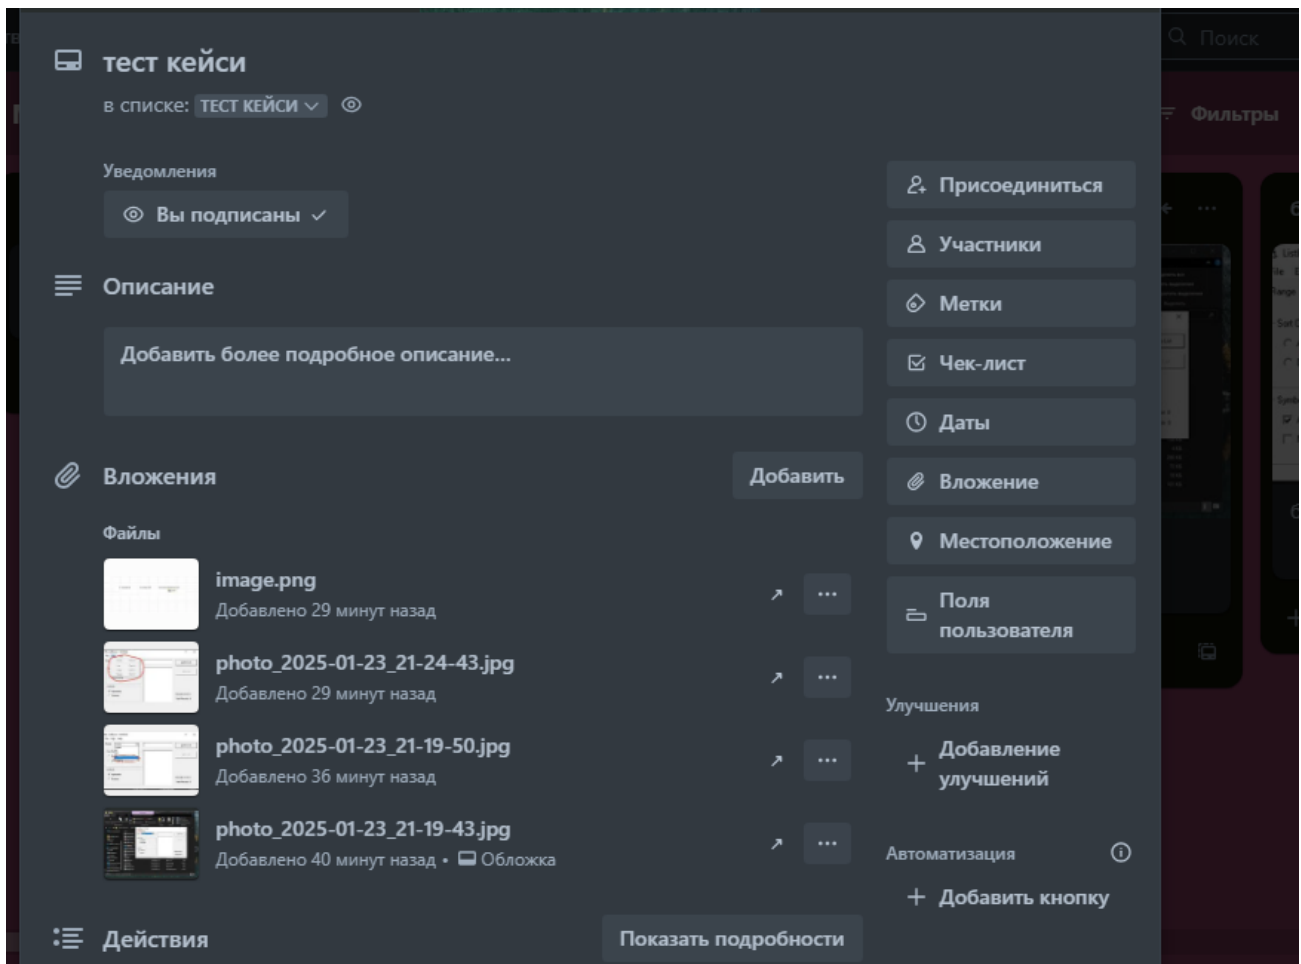 Поиск
тест кейси
в списке: ТЕСТ КЕЙСИ
Фильтры
Уведомления
Вы подписаны
Присоединиться
Участники
Описание
Метки
Добавить более подробное описание...
Чек-лист
Даты
Вложения
Добавить
Вложение
Файлы
Местоположение
image.png
Добавлено 29 минут назад
Поля
пользователя
photo_2025-01-23_21-24-43.jpg
Добавлено 29 минут назад
Улучшения
photo_2025-01-23_21-19-50.jpg
Добавлено 36 минут назад
Добавление
улучшений
photo_2025-01-23_21-19-43.jpg
Добавлено 40 минут назад • Обложка
Автоматизация
Добавить кнопку
Действия
Показать подробности